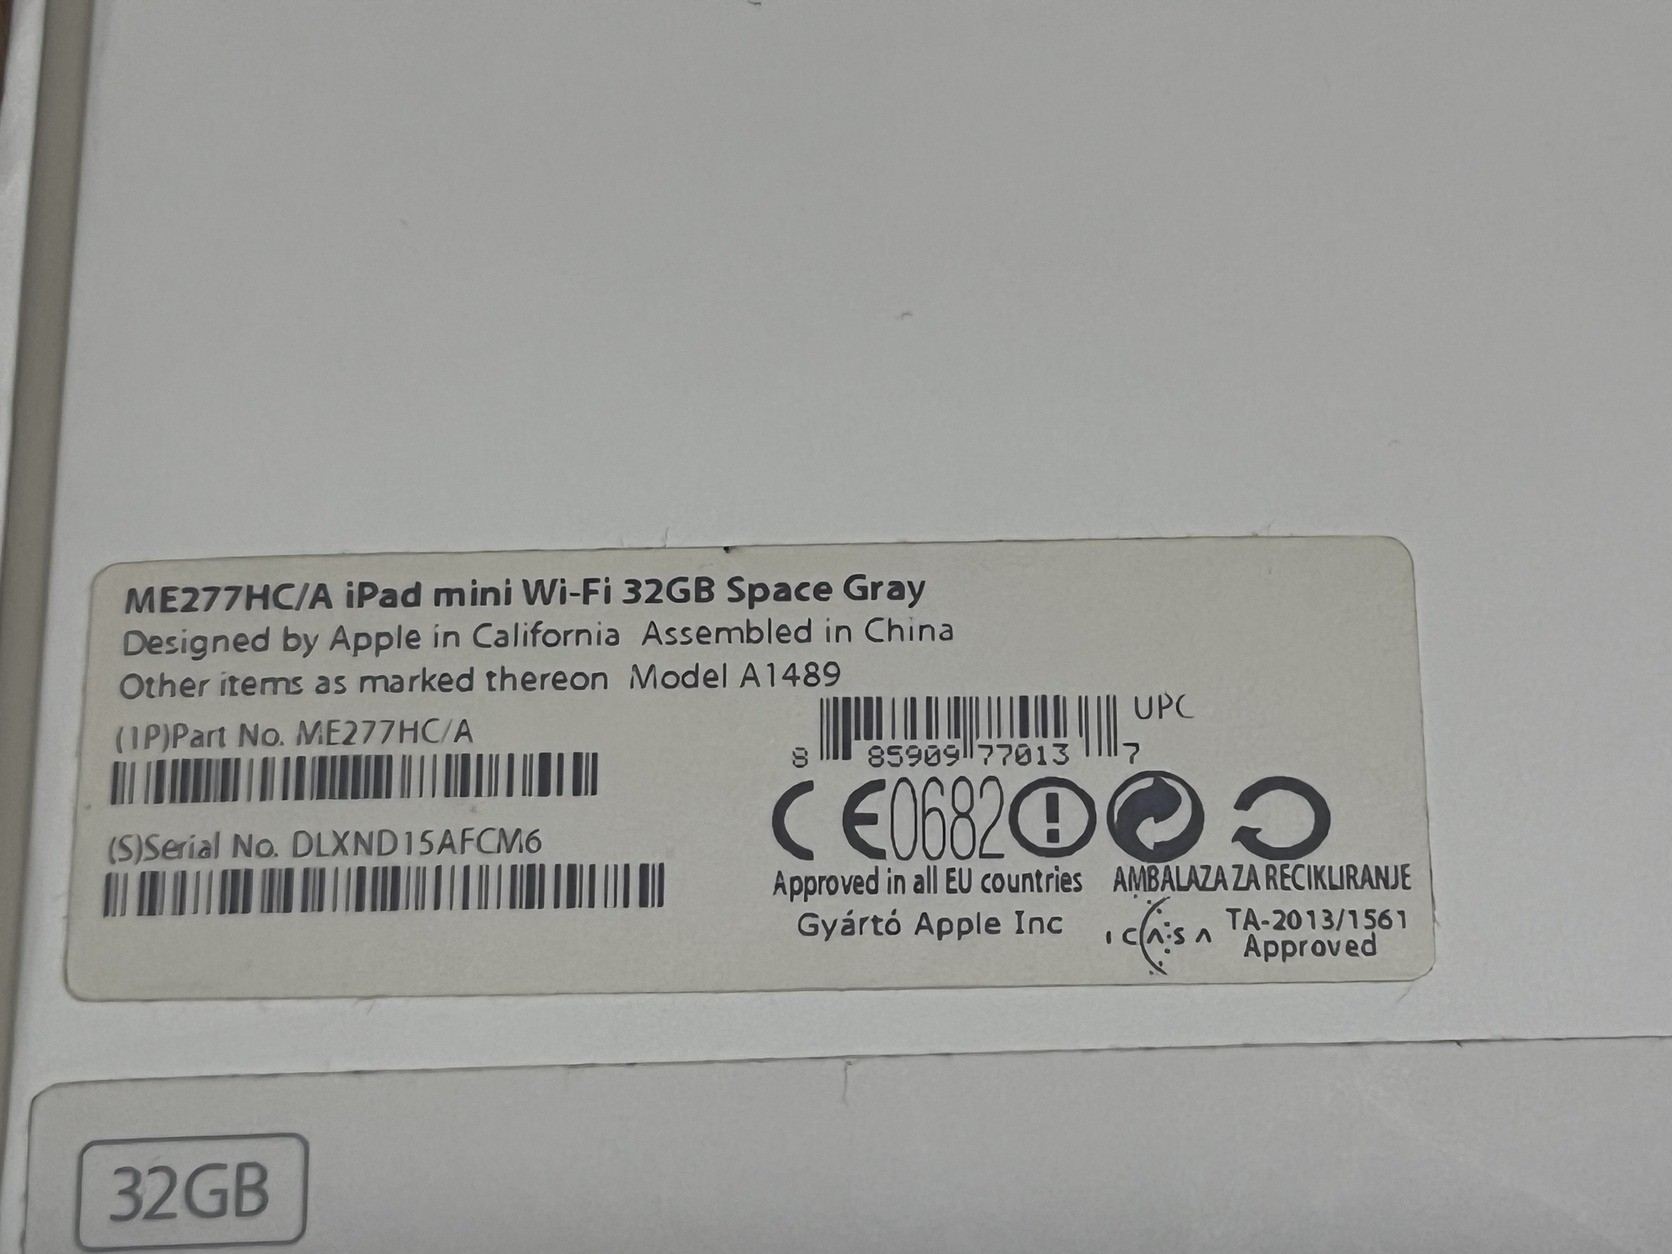 ME277HC/A iPad mini Wi-Fi 32GB Space Gray
Designed by Apple in California Assembled in China
Other items as marked thereon Model A1489
(1P)Part No. ME277HC/A
UPC
8 85909 77013 7
(S)Serial No. DLXND15AFCM6
CE0682
Approved in all EU countries
AMBALAZA ZA RECIKLIRANJE
Gyártó Apple Inc
ICASA
TA-2013/1561
Approved
32GB